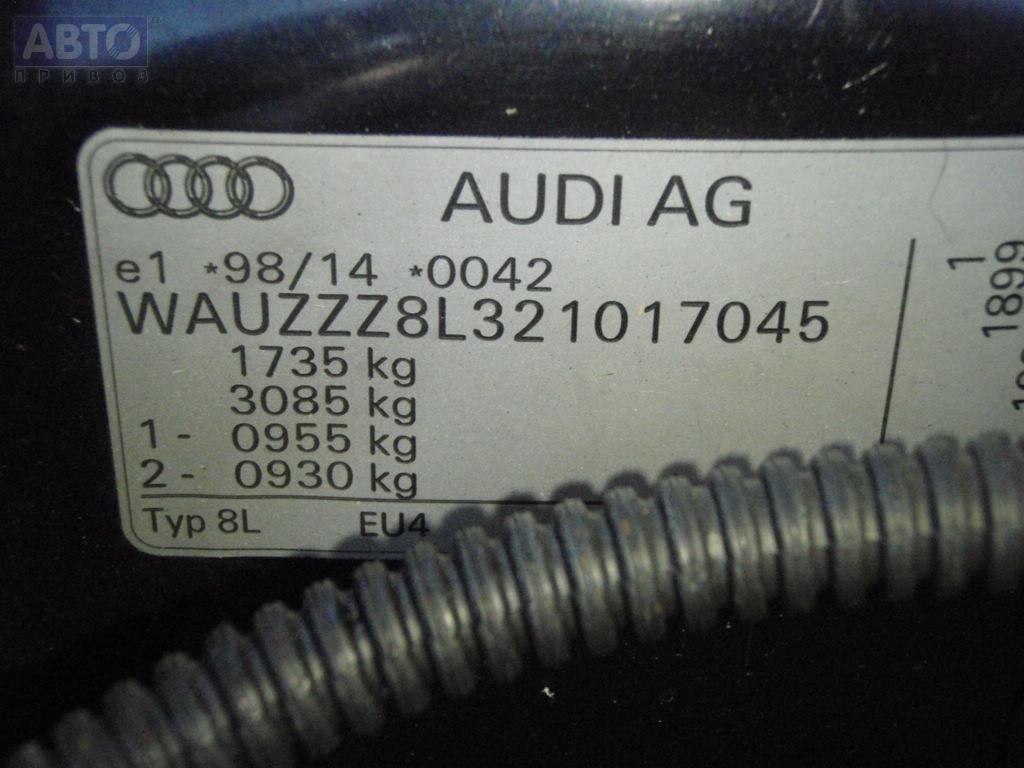 АВТО
ПРИВОЗ
AUDI AG
e1 *98/14 *0042
WAUZZZ8L321017045
1735 kg
3085 kg
1- 0955 kg
2- 0930 kg
Typ 8L EU4
1
1899